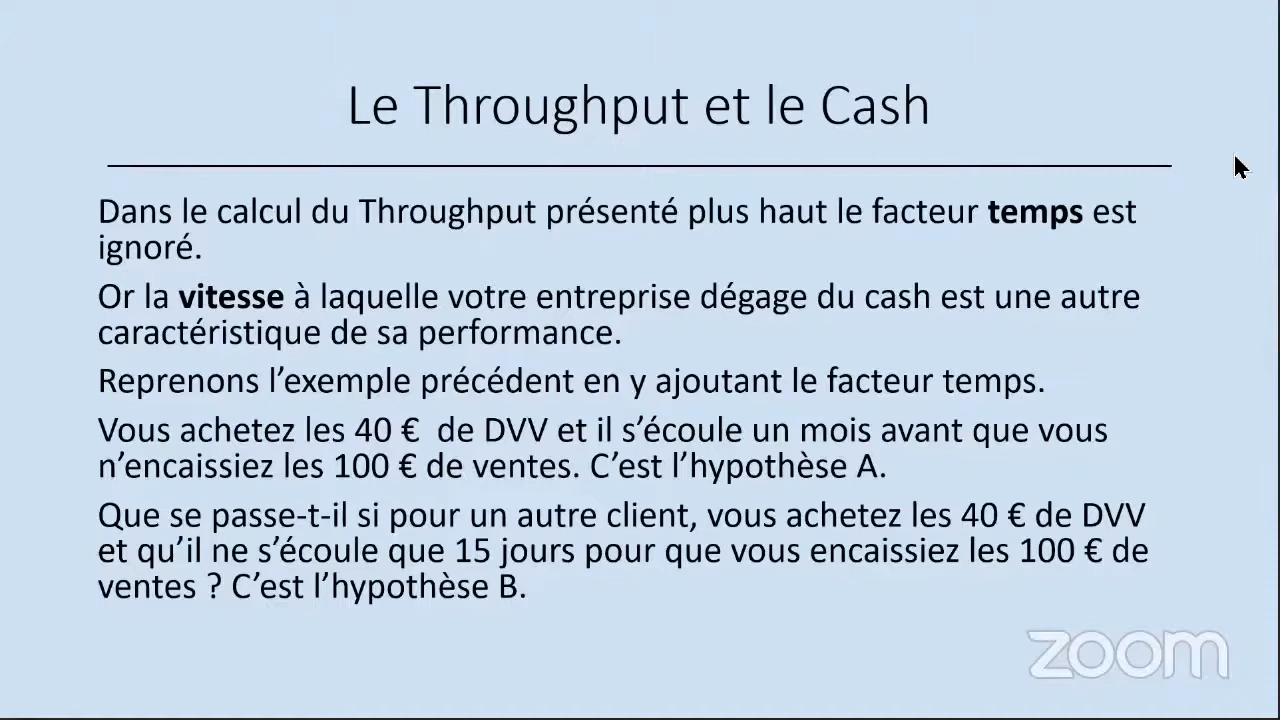 Le Throughput et le Cash
Dans le calcul du Throughput présenté plus haut le facteur temps est
ignoré.
Or la vitesse à laquelle votre entreprise dégage du cash est une autre
caractéristique de sa performance.
Reprenons l’exemple précédent en y ajoutant le facteur temps.
Vous achetez les 40 €  de DVV et il s’écoule un mois avant que vous
n’encaissiez les 100 € de ventes. C’est l’hypothèse A.
Que se passe-t-il si pour un autre client, vous achetez les 40 € de DVV
et qu’il ne s’écoule que 15 jours pour que vous encaissiez les 100 € de
ventes ? C’est l’hypothèse B.
zoom